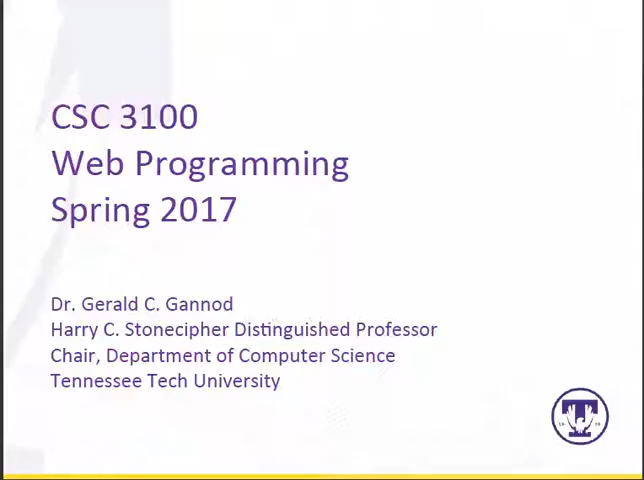 CSC 3100
Web Programming
Spring 2017
Dr. Gerald C. Gannod
Harry C. Stonecipher Distinguished Professor
Chair, Department of Computer Science
Tennessee Tech University
T